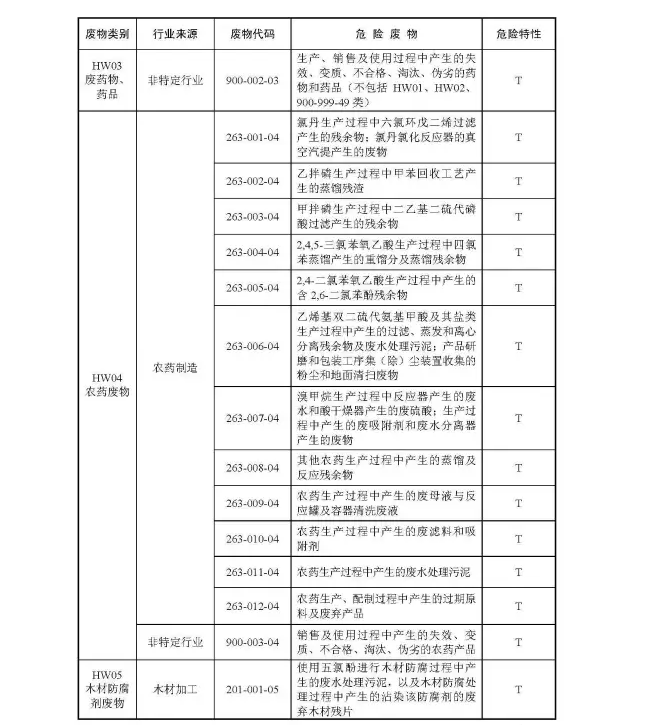 废物类别 行业来源 废物代码 危险废物 危险特性
HW03
废药物、
药品
非特定行业
900-002-03
生产、销售及使用过程中产生的失
效、变质、不合格、淘汰、伪劣的药
物和药品（不包括 HW01、HW02、
900-999-49 类）
T
HW04
农药废物
农药制造
263-001-04
氯丹生产过程中六氯环戊二烯过滤
产生的残余物；氯丹氯化反应器的真
空汽提产生的废物
T
263-002-04
乙拌磷生产过程中甲苯回收工艺产
生的蒸馏残渣
T
263-003-04
甲拌磷生产过程中二乙基二硫代磷
酸过滤产生的残余物
T
263-004-04
2,4,5-三氯苯氧乙酸生产过程中四氯
苯蒸馏产生的重馏分及蒸馏残余物
T
263-005-04
2,4-二氯苯氧乙酸生产过程中产生的
含 2,6-二氯苯酚残余物
T
263-006-04
乙烯基双二硫代氨基甲酸及其盐类
生产过程中产生的过滤、蒸发和离心
分离残余物及废水处理污泥；产品研
磨和包装工序集（除）尘装置收集的
粉尘和地面清扫废物
T
263-007-04
溴甲烷生产过程中反应器产生的废
水和酸干燥器产生的废硫酸；生产过
程中产生的废吸附剂和废水分离器
产生的废物
T
263-008-04
其他农药生产过程中产生的蒸馏及
反应残余物
T
263-009-04
农药生产过程中产生的废母液与反
应罐及容器清洗废液
T
263-010-04
农药生产过程中产生的废滤料和吸
附剂
T
263-011-04
农药生产过程中产生的废水处理污泥
T
263-012-04
农药生产、配制过程中产生的过期原
料及废弃产品
T
非特定行业
900-003-04
销售及使用过程中产生的失效、变
质、不合格、淘汰、伪劣的农药产品
T
HW05
木材防腐
剂废物
木材加工
201-001-05
使用五氯酚进行木材防腐过程中产
生的废水处理污泥，以及木材防腐处
理过程中产生的沾染该防腐剂的废
弃木材残片
T